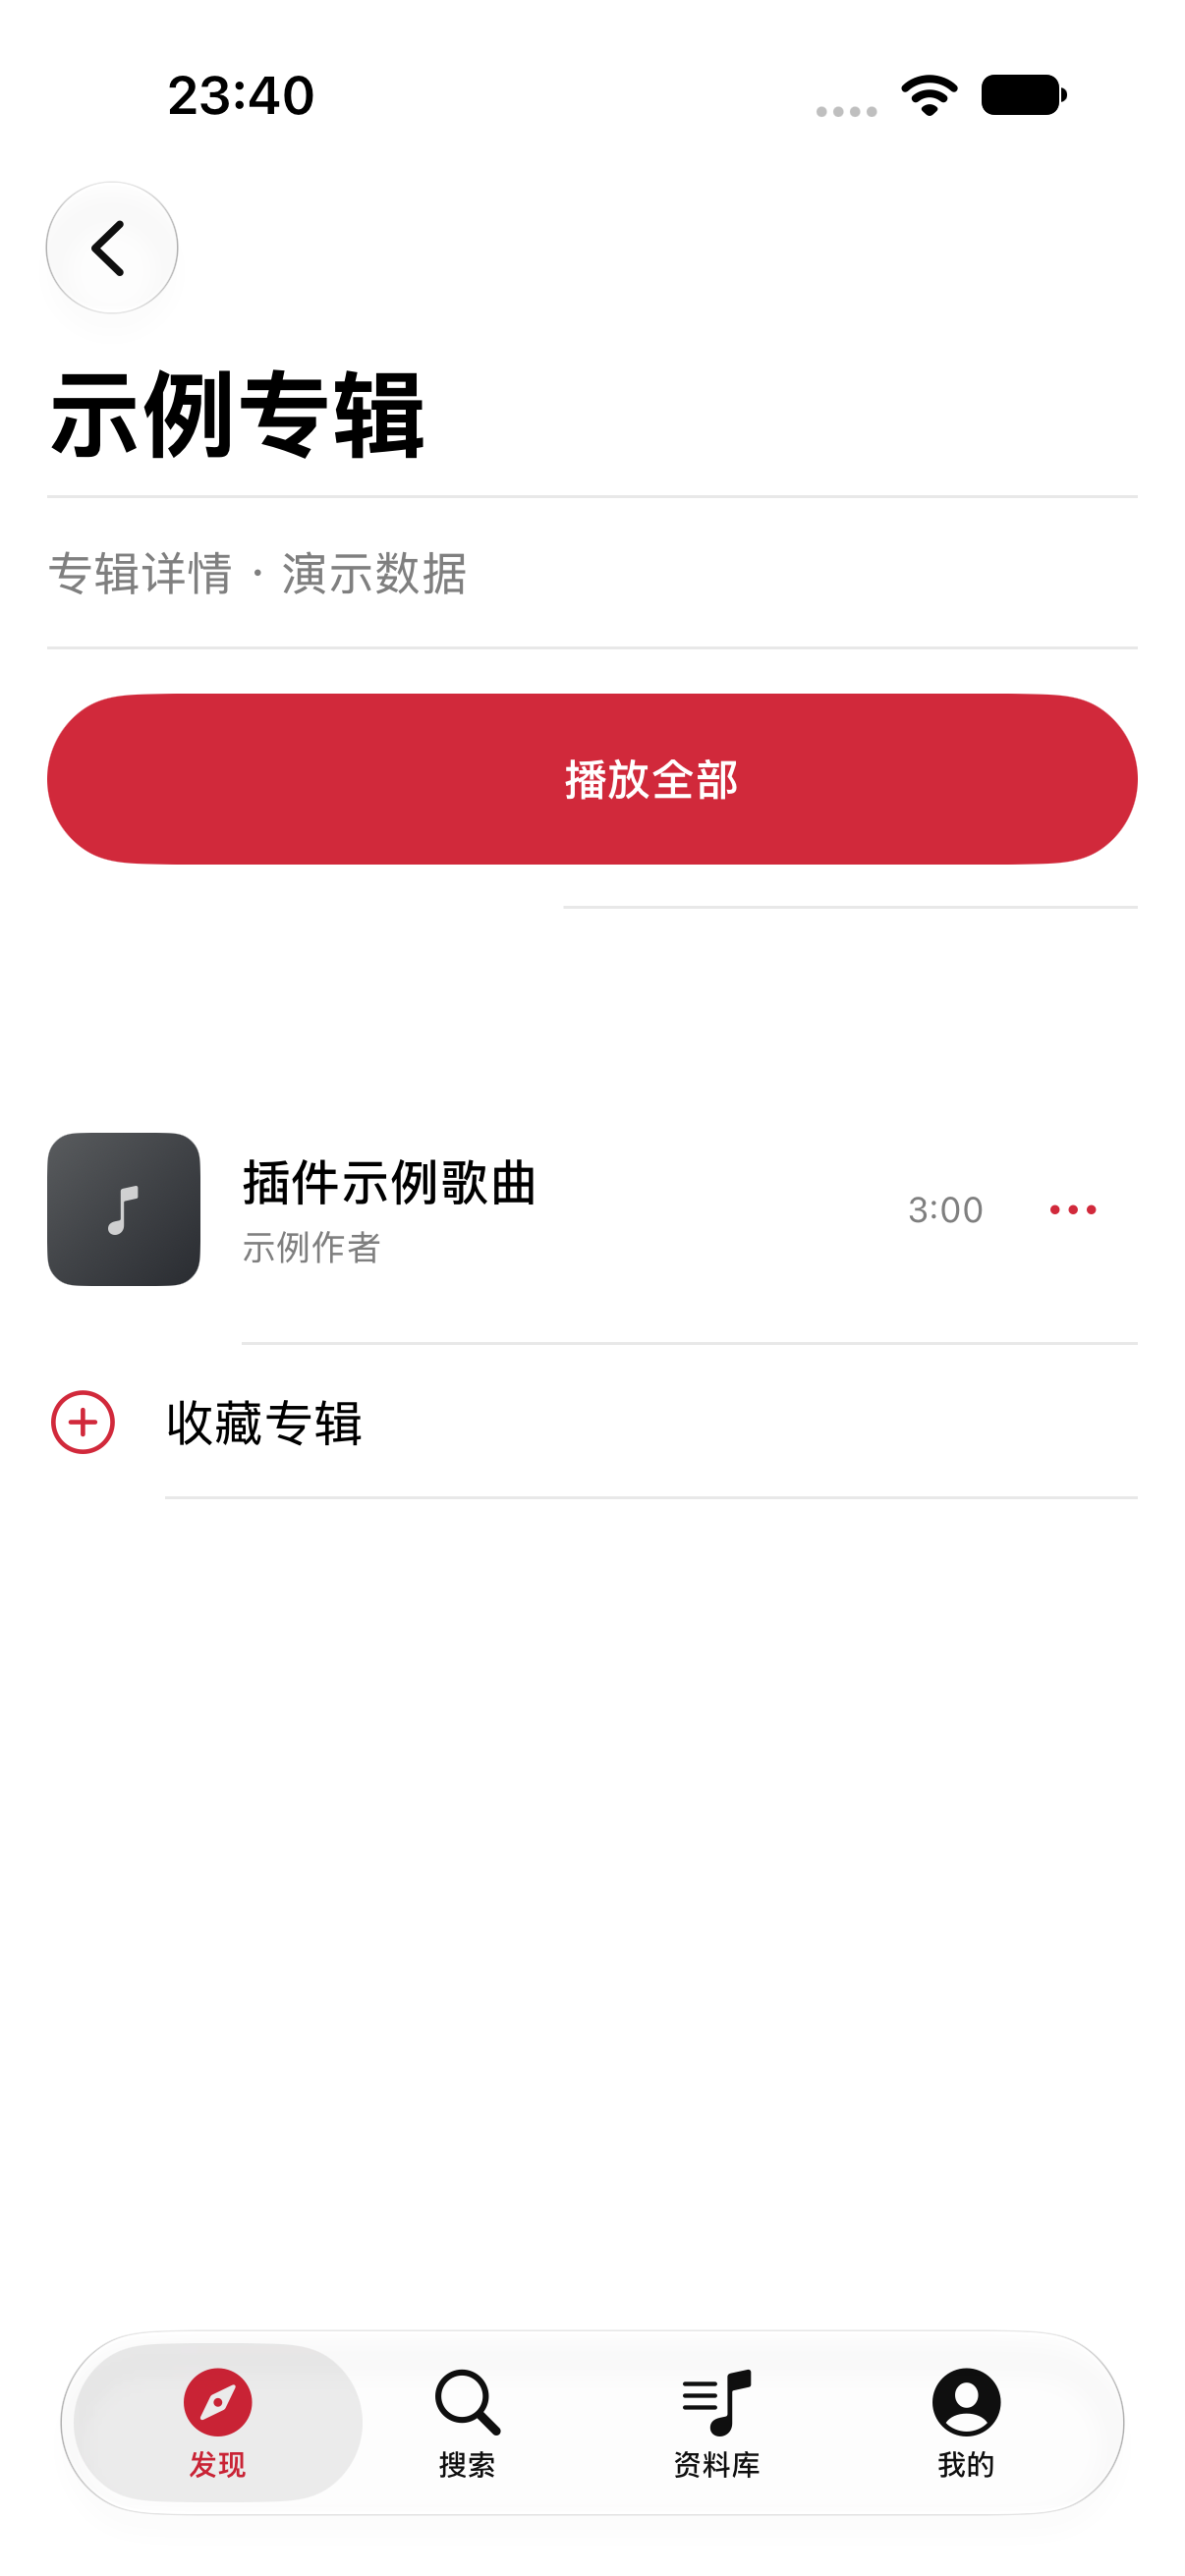 23:40
示例专辑
专辑详情 · 演示数据
播放全部
插件示例歌曲
示例作者
3:00
收藏专辑
发现
搜索
资料库
我的